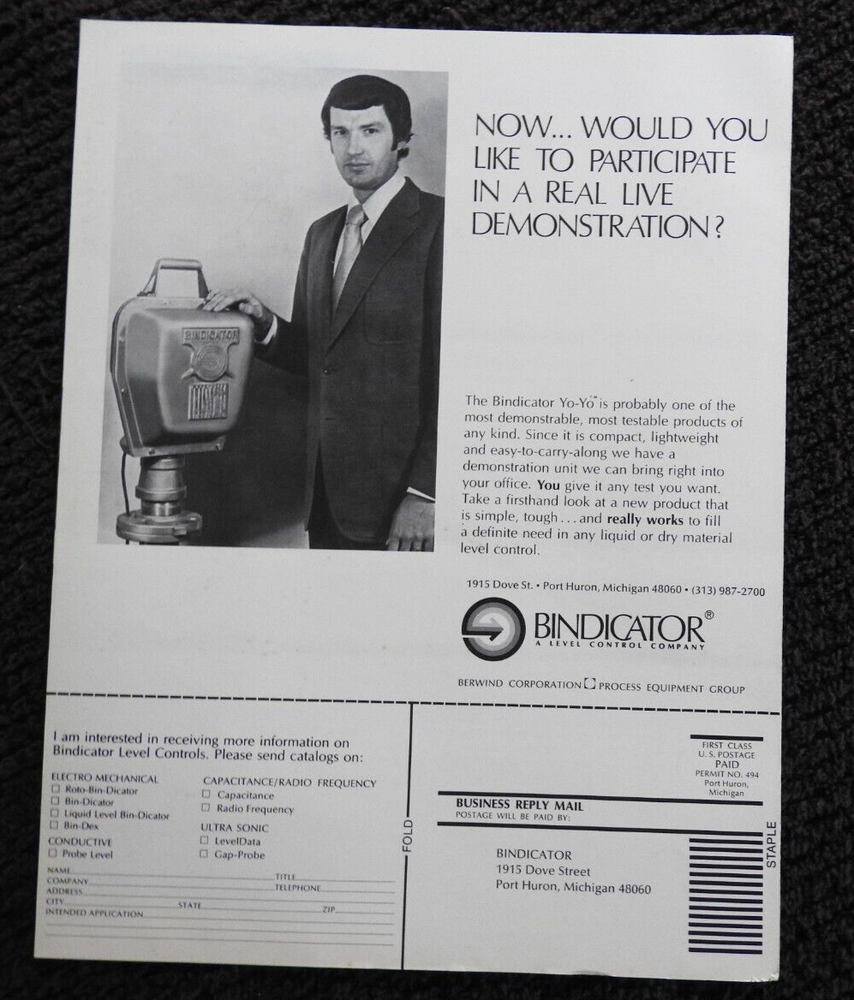 BINDICATOR
NOW... WOULD YOU
LIKE TO PARTICIPATE
IN A REAL LIVE
DEMONSTRATION?
The Bindicator Yo-Yo™ is probably one of the
most demonstrable, most testable products of
any kind. Since it is compact, lightweight
and easy-to-carry-along we have a
demonstration unit we can bring right into
your office. You give it any test you want.
Take a firsthand look at a new product that
is simple, tough...and really works to fill
a definite need in any liquid or dry material
level control.
1915 Dove St. • Port Huron, Michigan 48060 • (313) 987-2700
BINDICATOR®
A LEVEL CONTROL COMPANY
BERWIND CORPORATION PROCESS EQUIPMENT GROUP
I am interested in receiving more information on
Bindicator Level Controls. Please send catalogs on:
ELECTRO MECHANICAL
☐ Roto-Bin-Dicator
☐ Bin-Dicator
☐ Liquid Level Bin-Dicator
☐ Bin-Dex
CONDUCTIVE
☐ Probe Level
CAPACITANCE/RADIO FREQUENCY
☐ Capacitance
☐ Radio Frequency
ULTRA SONIC
☐ LevelData
☐ Gap-Probe
NAME TITLE
COMPANY TELEPHONE
ADDRESS
CITY STATE ZIP
INTENDED APPLICATION
FOLD
FIRST CLASS
U. S. POSTAGE
PAID
PERMIT NO. 494
Port Huron,
Michigan
BUSINESS REPLY MAIL
POSTAGE WILL BE PAID BY:
BINDICATOR
1915 Dove Street
Port Huron, Michigan 48060
STAPLE